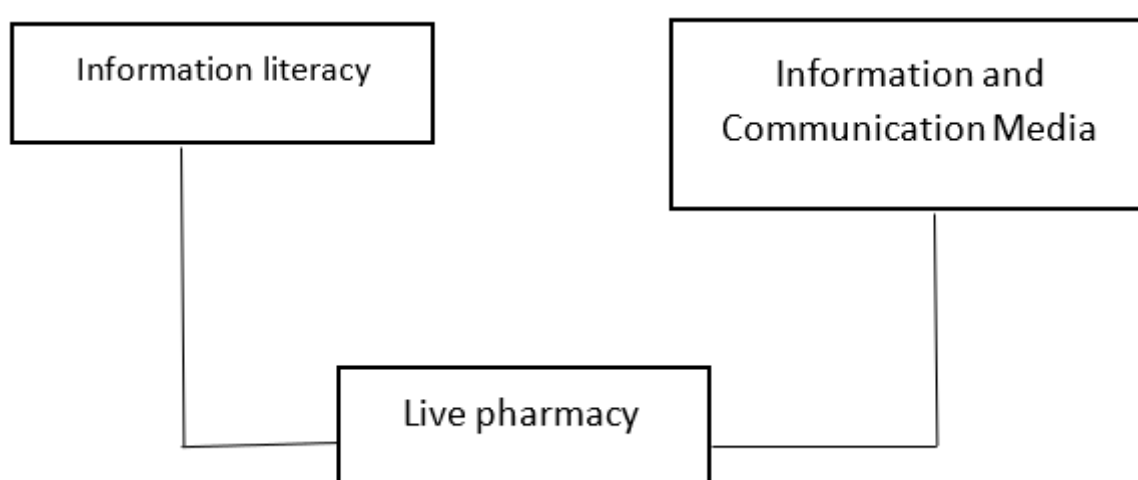 Information literacy
Information and
Communication Media
Live pharmacy